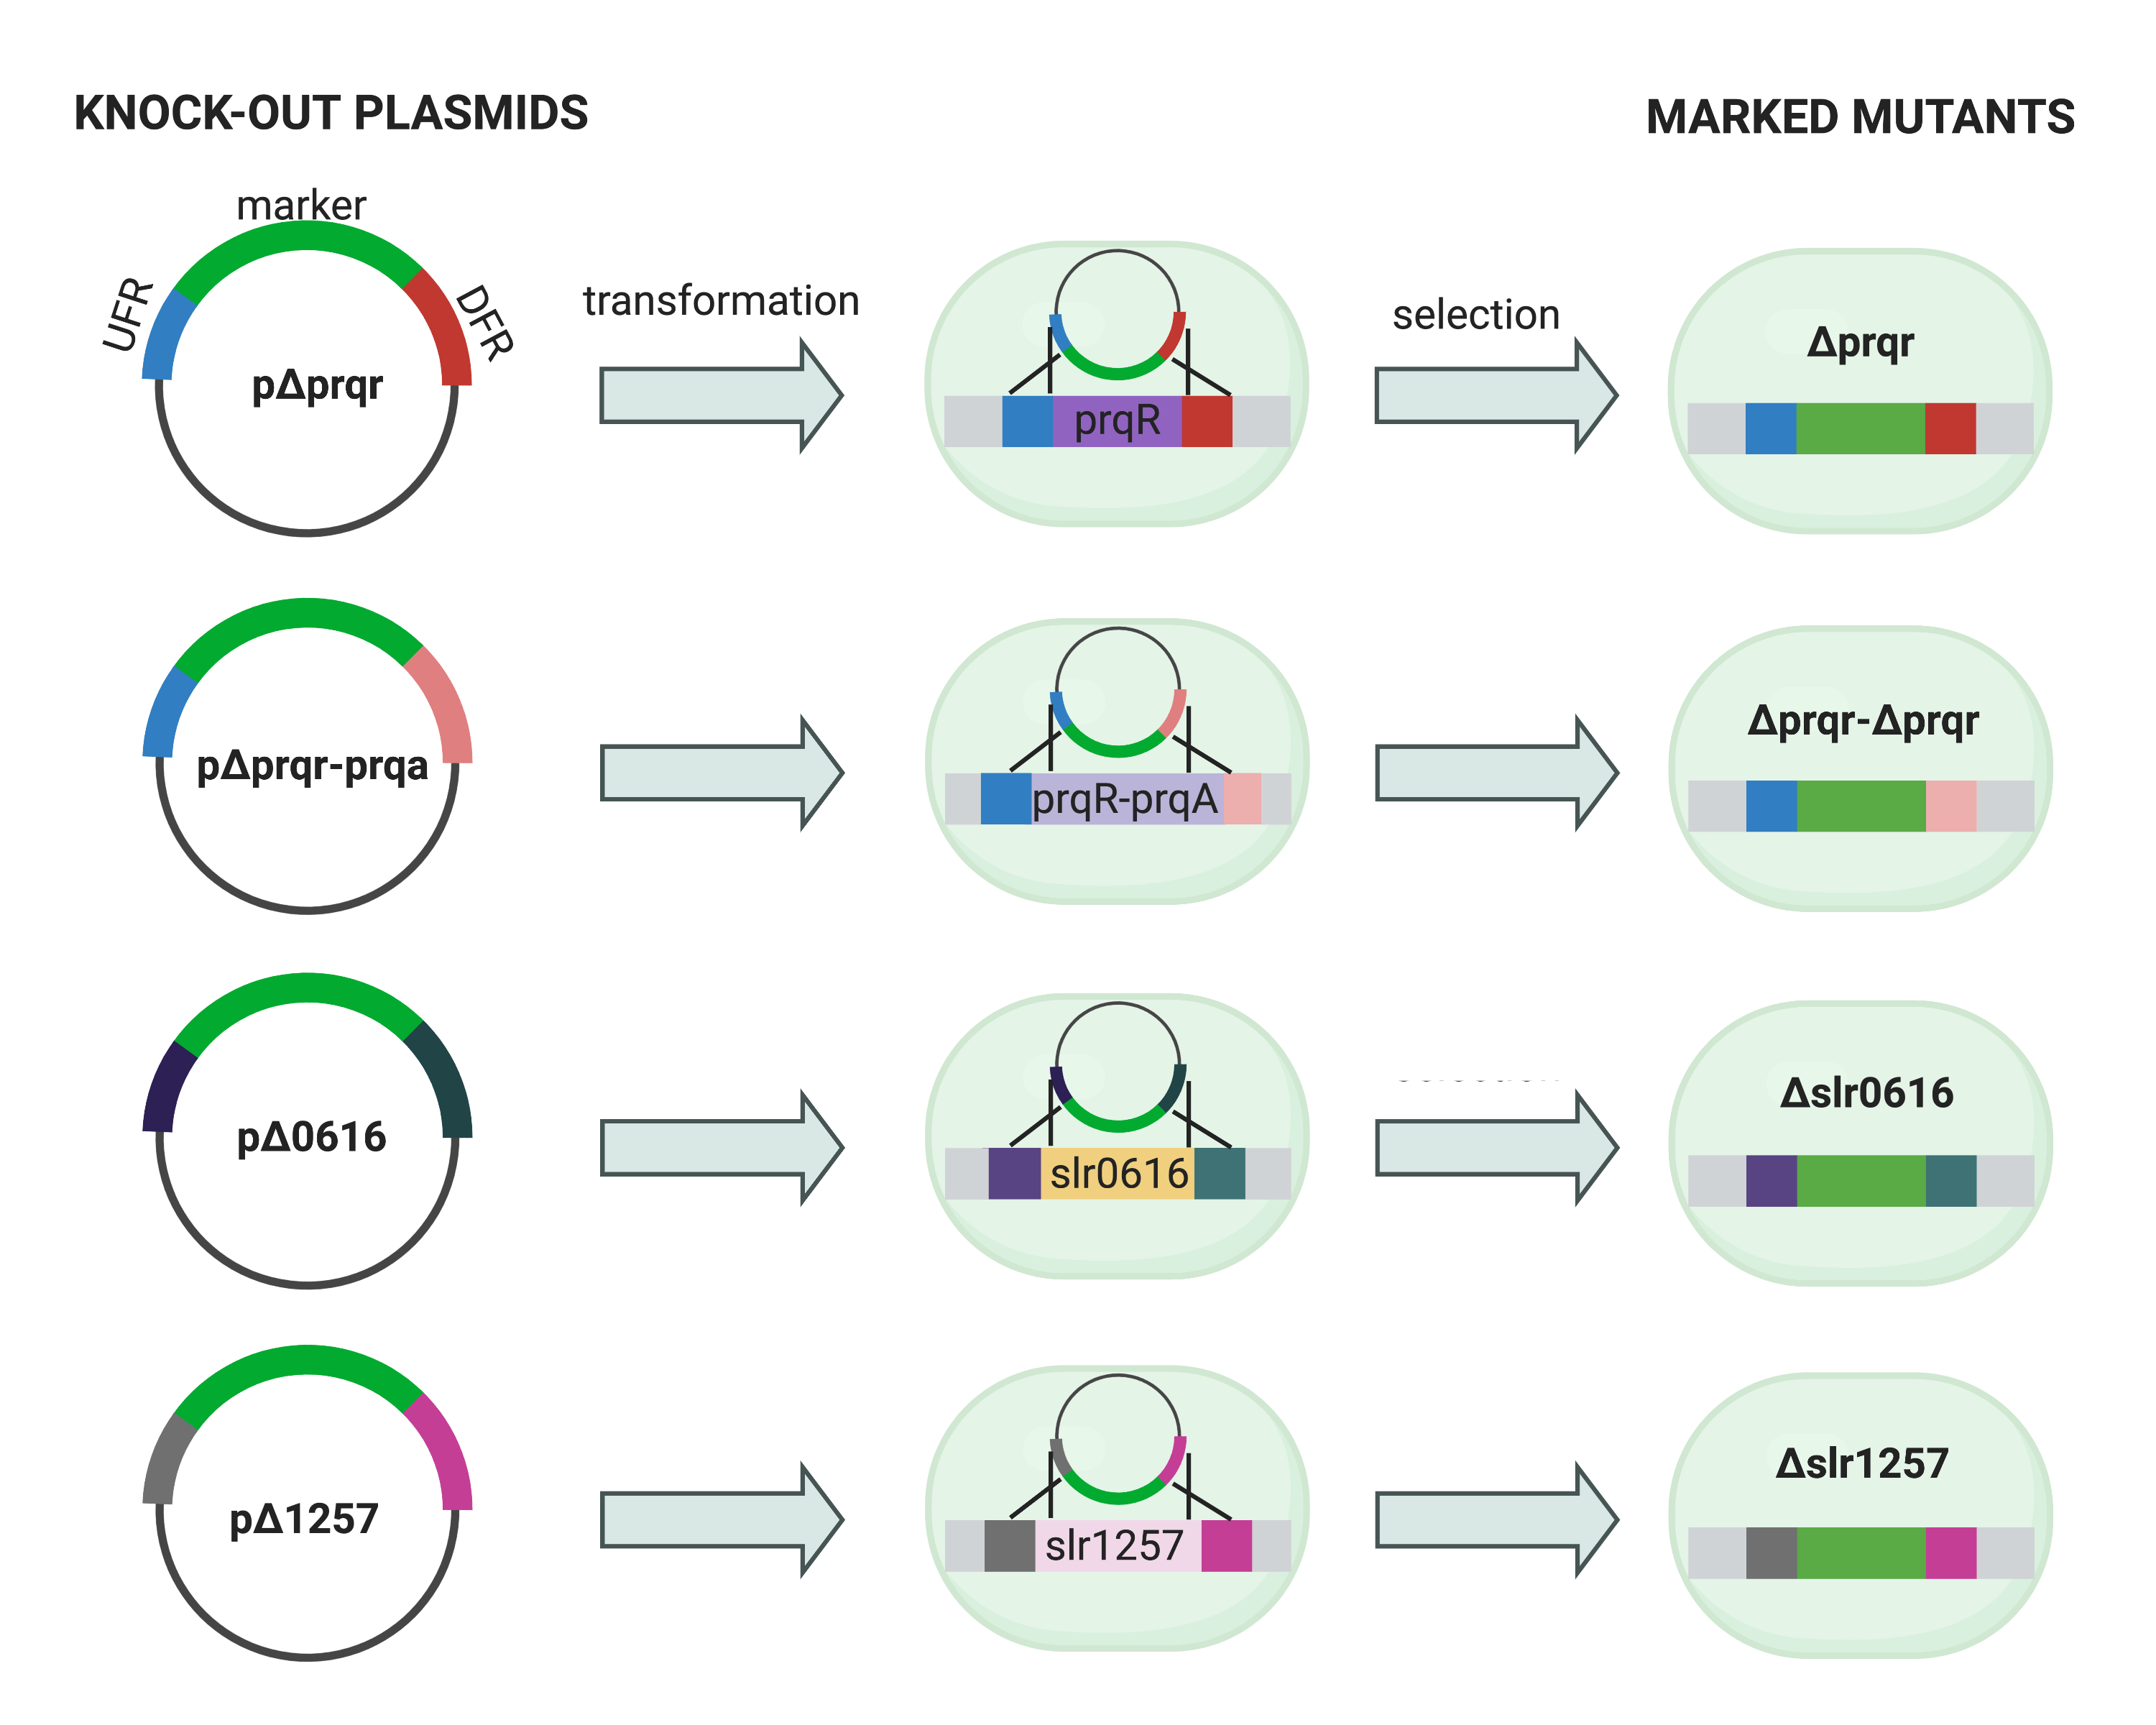 KNOCK-OUT PLASMIDS
MARKED MUTANTS
marker
UFR
DFR
pΔprqr
transformation
prqR
selection
Δprqr
pΔprqr-prqa
prqR-prqA
Δprqr-Δprqr
pΔ0616
slr0616
Δslr0616
pΔ1257
slr1257
Δslr1257